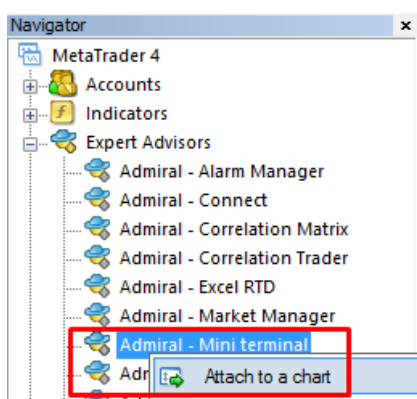 Navigator
x
MetaTrader 4
Accounts
Indicators
Expert Advisors
Admiral - Alarm Manager
Admiral - Connect
Admiral - Correlation Matrix
Admiral - Correlation Trader
Admiral - Excel RTD
Admiral - Market Manager
Admiral - Mini terminal
Adr
Attach to a chart